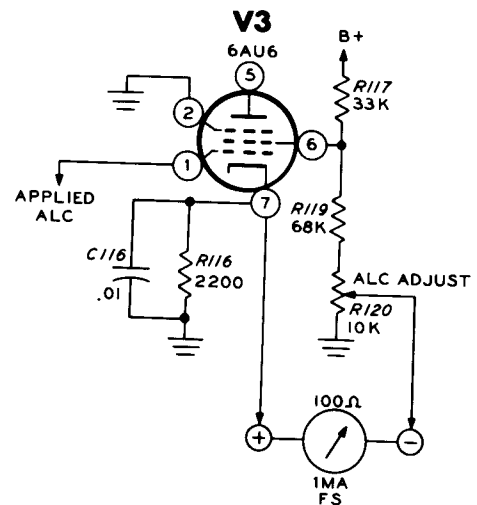 V3
6AU6
5
B+
R117
33K
2
6
1
APPLIED
ALC
7
R119
68K
C116
.01
R116
2200
ALC ADJUST
R120
10K
100Ω
+
-
1MA
FS